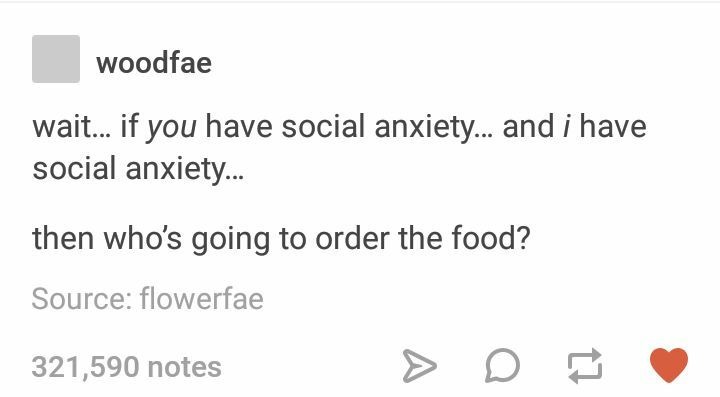 woodfae
wait... if you have social anxiety... and i have
social anxiety...
then who's going to order the food?
Source: flowerfae
321,590 notes